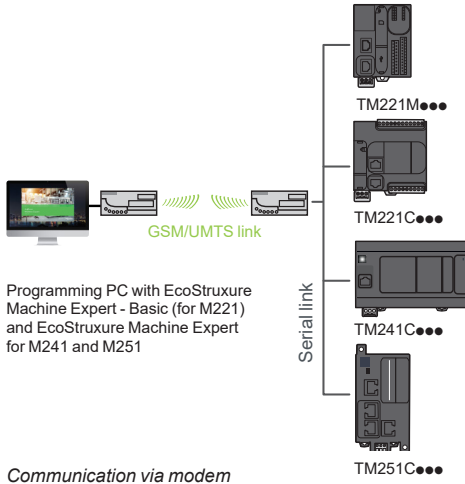 TM221M●●●
TM221C●●●
GSM/UMTS link
Programming PC with EcoStruxure
Machine Expert - Basic (for M221)
and EcoStruxure Machine Expert
for M241 and M251
Serial link
TM241C●●●
TM251C●●●
Communication via modem